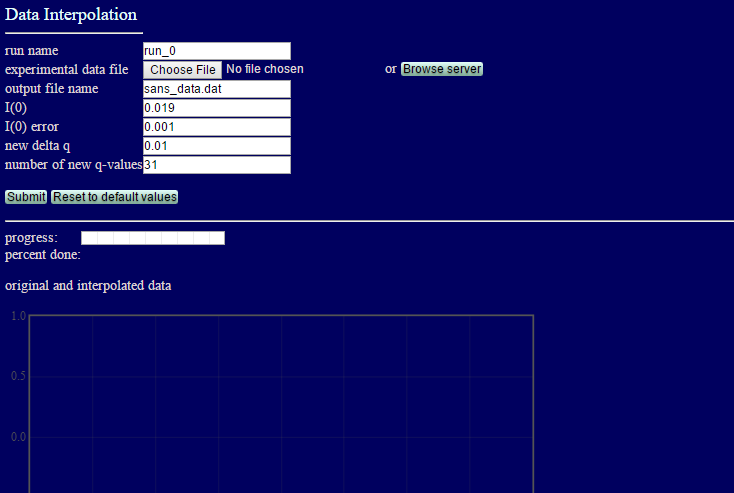 Data Interpolation
run name run_0
experimental data file Choose File No file chosen or Browse server
output file name sans_data.dat
I(0) 0.019
I(0) error 0.001
new delta q 0.01
number of new q-values 31
Submit Reset to default values
progress:
percent done:
original and interpolated data
1.0
0.5
0.0